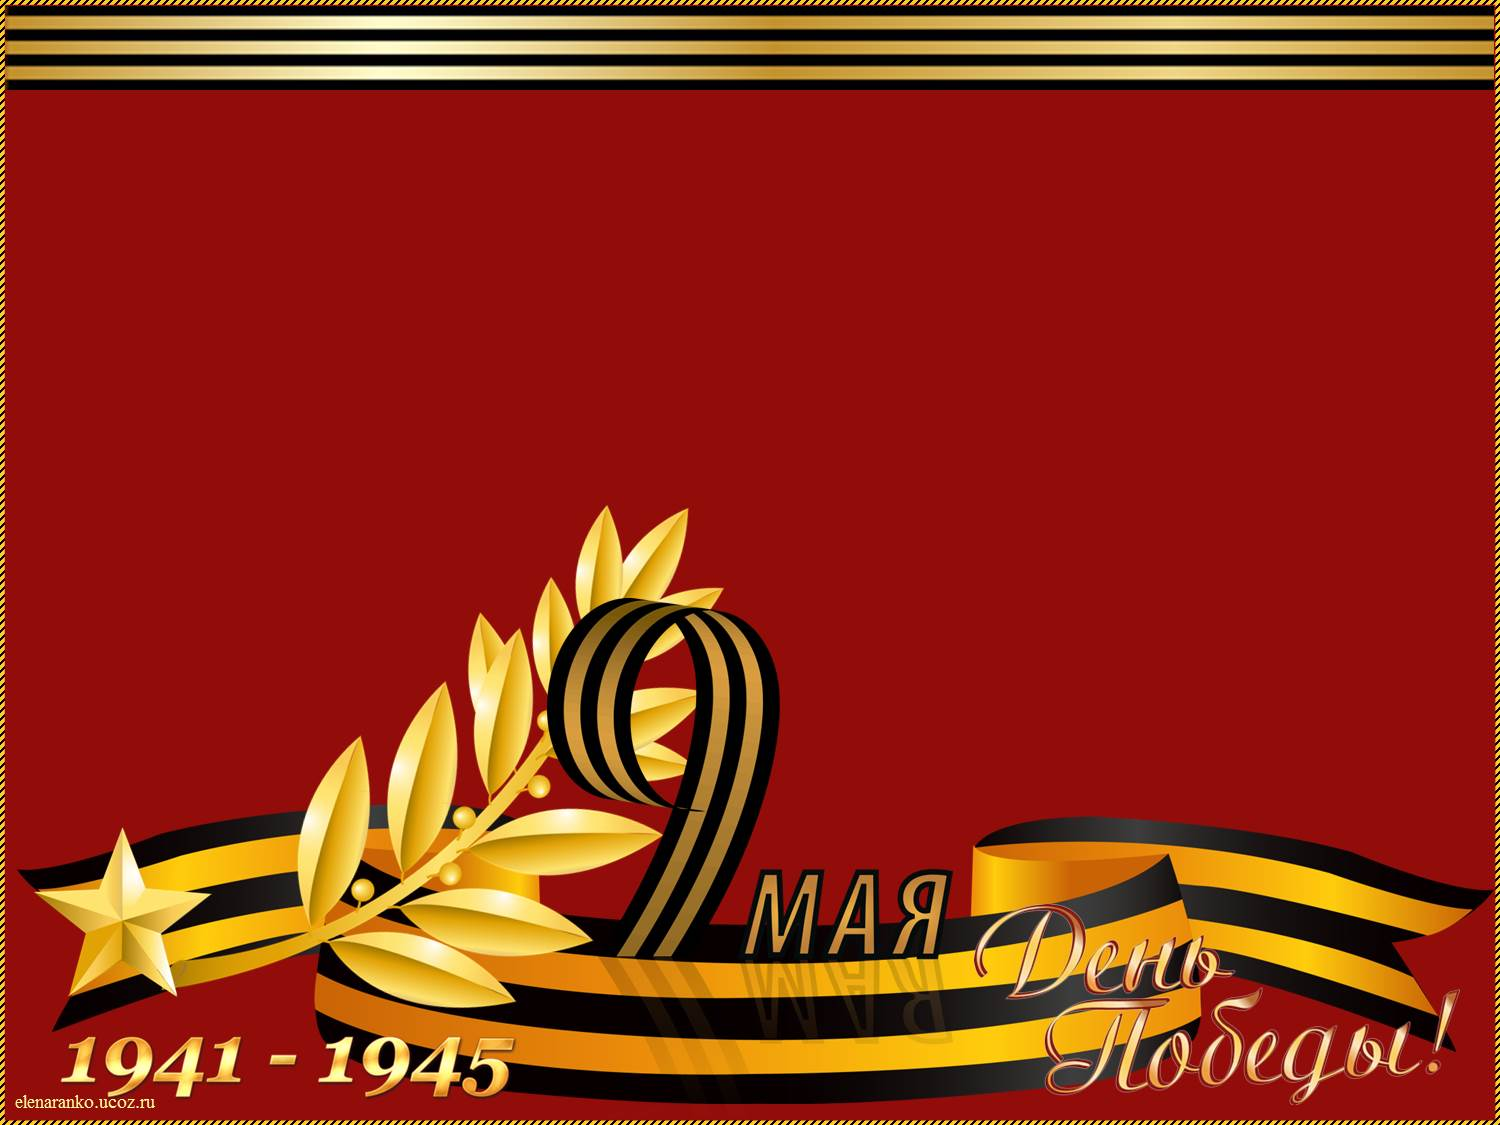 9 МАЯ
День
Победы!
1941 - 1945
elenaranko.ucoz.ru